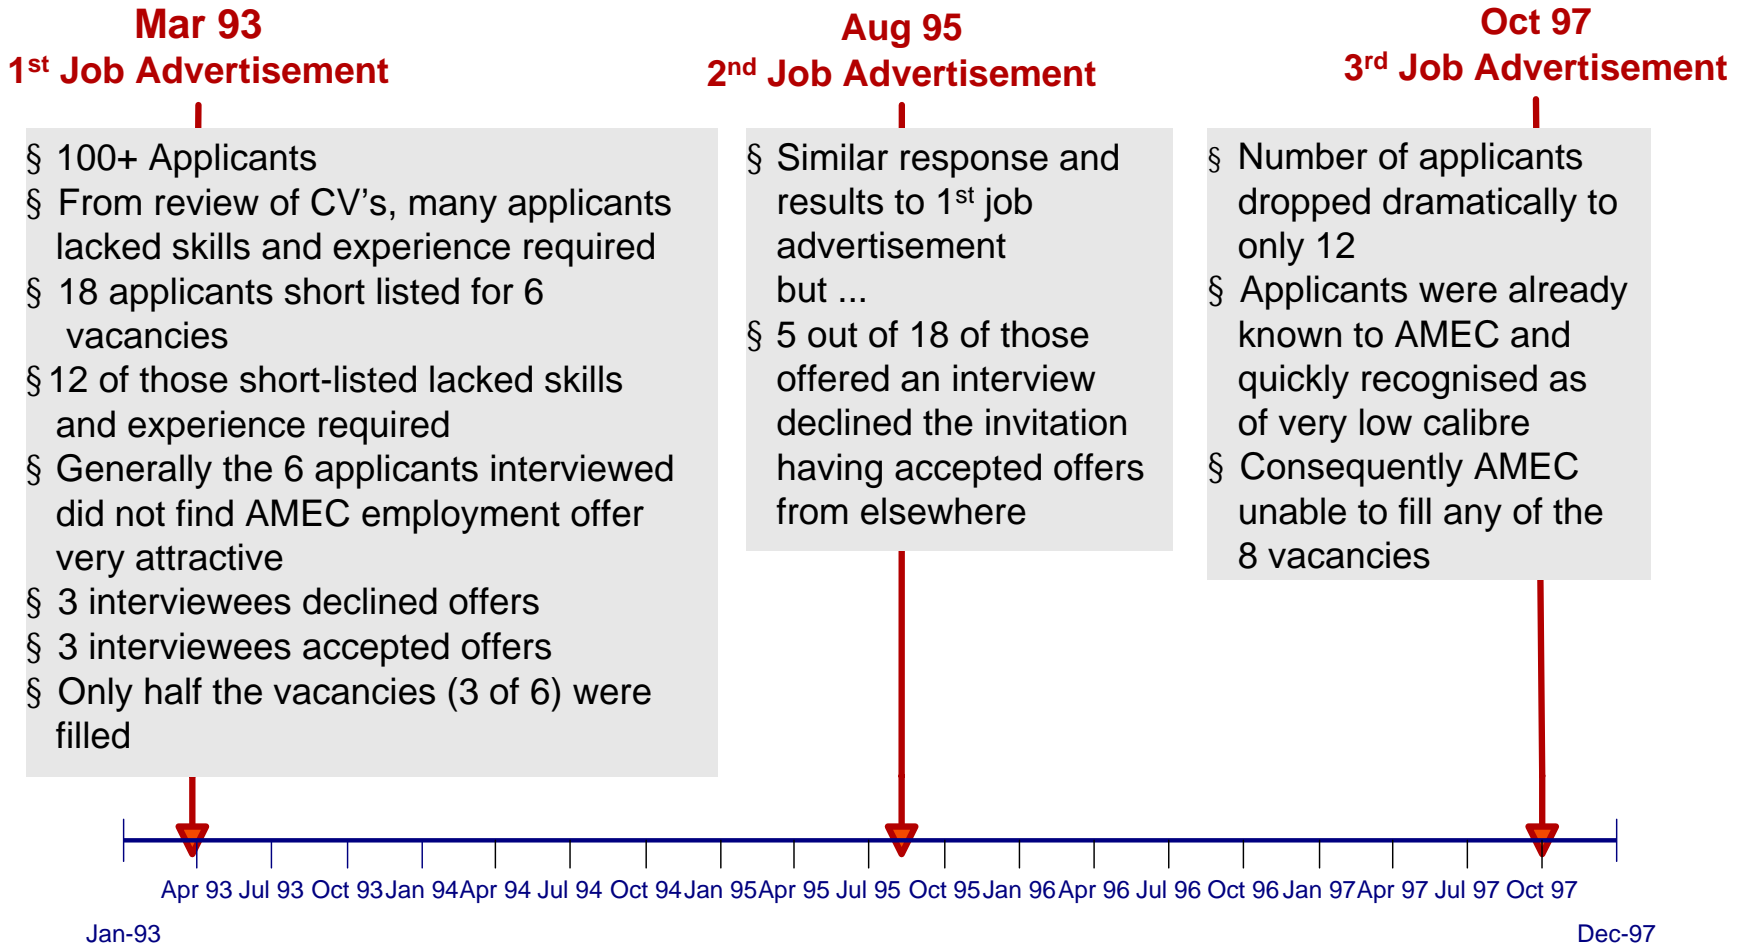 Mar 93
1st Job Advertisement
§ 100+ Applicants
§ From review of CV’s, many applicants
lacked skills and experience required
§ 18 applicants short listed for 6
vacancies
§ 12 of those short-listed lacked skills
and experience required
§ Generally the 6 applicants interviewed
did not find AMEC employment offer
very attractive
§ 3 interviewees declined offers
§ 3 interviewees accepted offers
§ Only half the vacancies (3 of 6) were
filled
Aug 95
2nd Job Advertisement
§ Similar response and
results to 1st job
advertisement
but ...
§ 5 out of 18 of those
offered an interview
declined the invitation
having accepted offers
from elsewhere
Oct 97
3rd Job Advertisement
§ Number of applicants
dropped dramatically to
only 12
§ Applicants were already
known to AMEC and
quickly recognised as
of very low calibre
§ Consequently AMEC
unable to fill any of the
8 vacancies
Apr 93 Jul 93 Oct 93 Jan 94 Apr 94 Jul 94 Oct 94 Jan 95 Apr 95 Jul 95 Oct 95 Jan 96 Apr 96 Jul 96 Oct 96 Jan 97 Apr 97 Jul 97 Oct 97
Jan-93 Dec-97